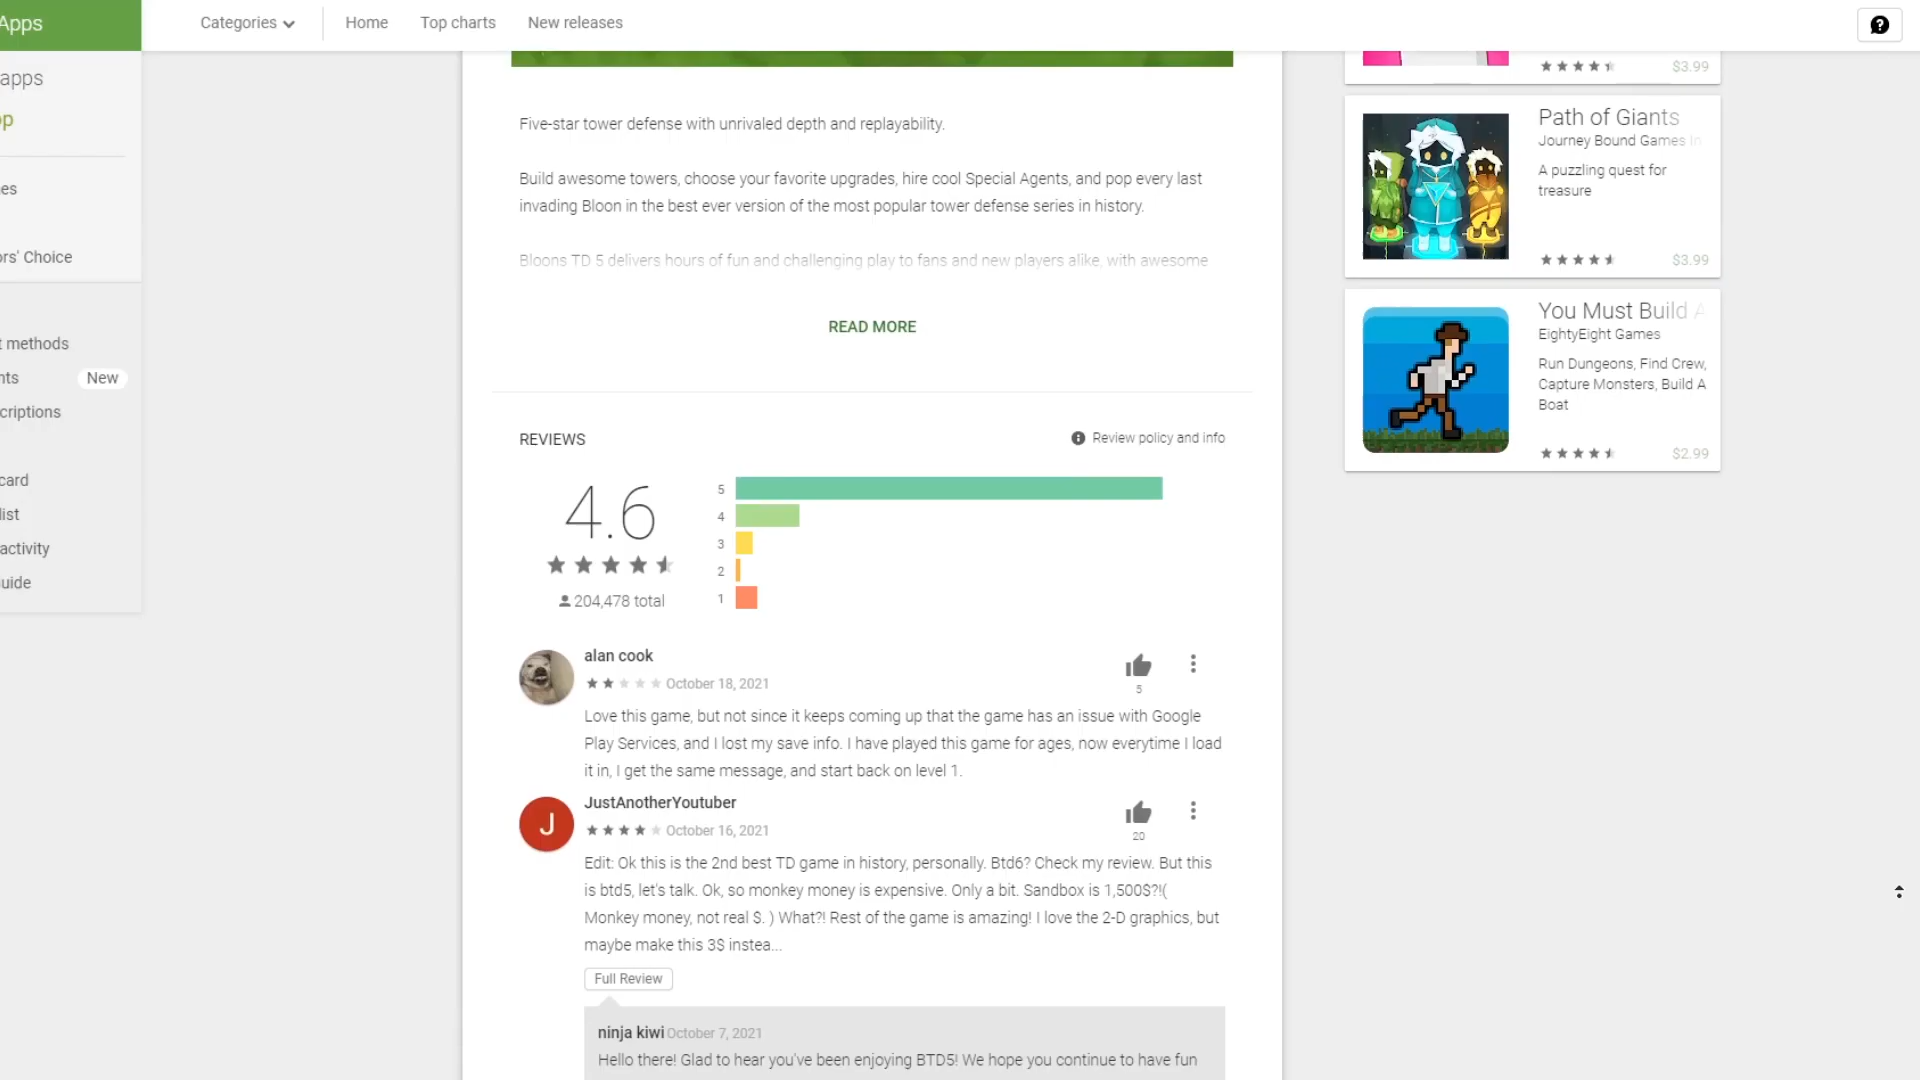 Apps
Categories
Home
Top charts
New releases
apps
op
es
ors' Choice
t methods
nts
New
criptions
card
list
activity
uide
Five-star tower defense with unrivaled depth and replayability.
Build awesome towers, choose your favorite upgrades, hire cool Special Agents, and pop every last
invading Bloon in the best ever version of the most popular tower defense series in history.
Bloons TD 5 delivers hours of fun and challenging play to fans and new players alike, with awesome
READ MORE
REVIEWS
Review policy and info
4.6
204,478 total
5
4
3
2
1
alan cook
October 18, 2021
5
Love this game, but not since it keeps coming up that the game has an issue with Google
Play Services, and I lost my save info. I have played this game for ages, now everytime I load
it in, I get the same message, and start back on level 1.
J
JustAnotherYoutuber
October 16, 2021
20
Edit: Ok this is the 2nd best TD game in history, personally. Btd6? Check my review. But this
is btd5, let's talk. Ok, so monkey money is expensive. Only a bit. Sandbox is 1,500$?!(
Monkey money, not real $. ) What?! Rest of the game is amazing! I love the 2-D graphics, but
maybe make this 3$ instea...
Full Review
ninja kiwi October 7, 2021
Hello there! Glad to hear you've been enjoying BTD5! We hope you continue to have fun
$3.99
Path of Giants
Journey Bound Games In
A puzzling quest for
treasure
$3.99
You Must Build A
EightyEight Games
Run Dungeons, Find Crew,
Capture Monsters, Build A
Boat
$2.99